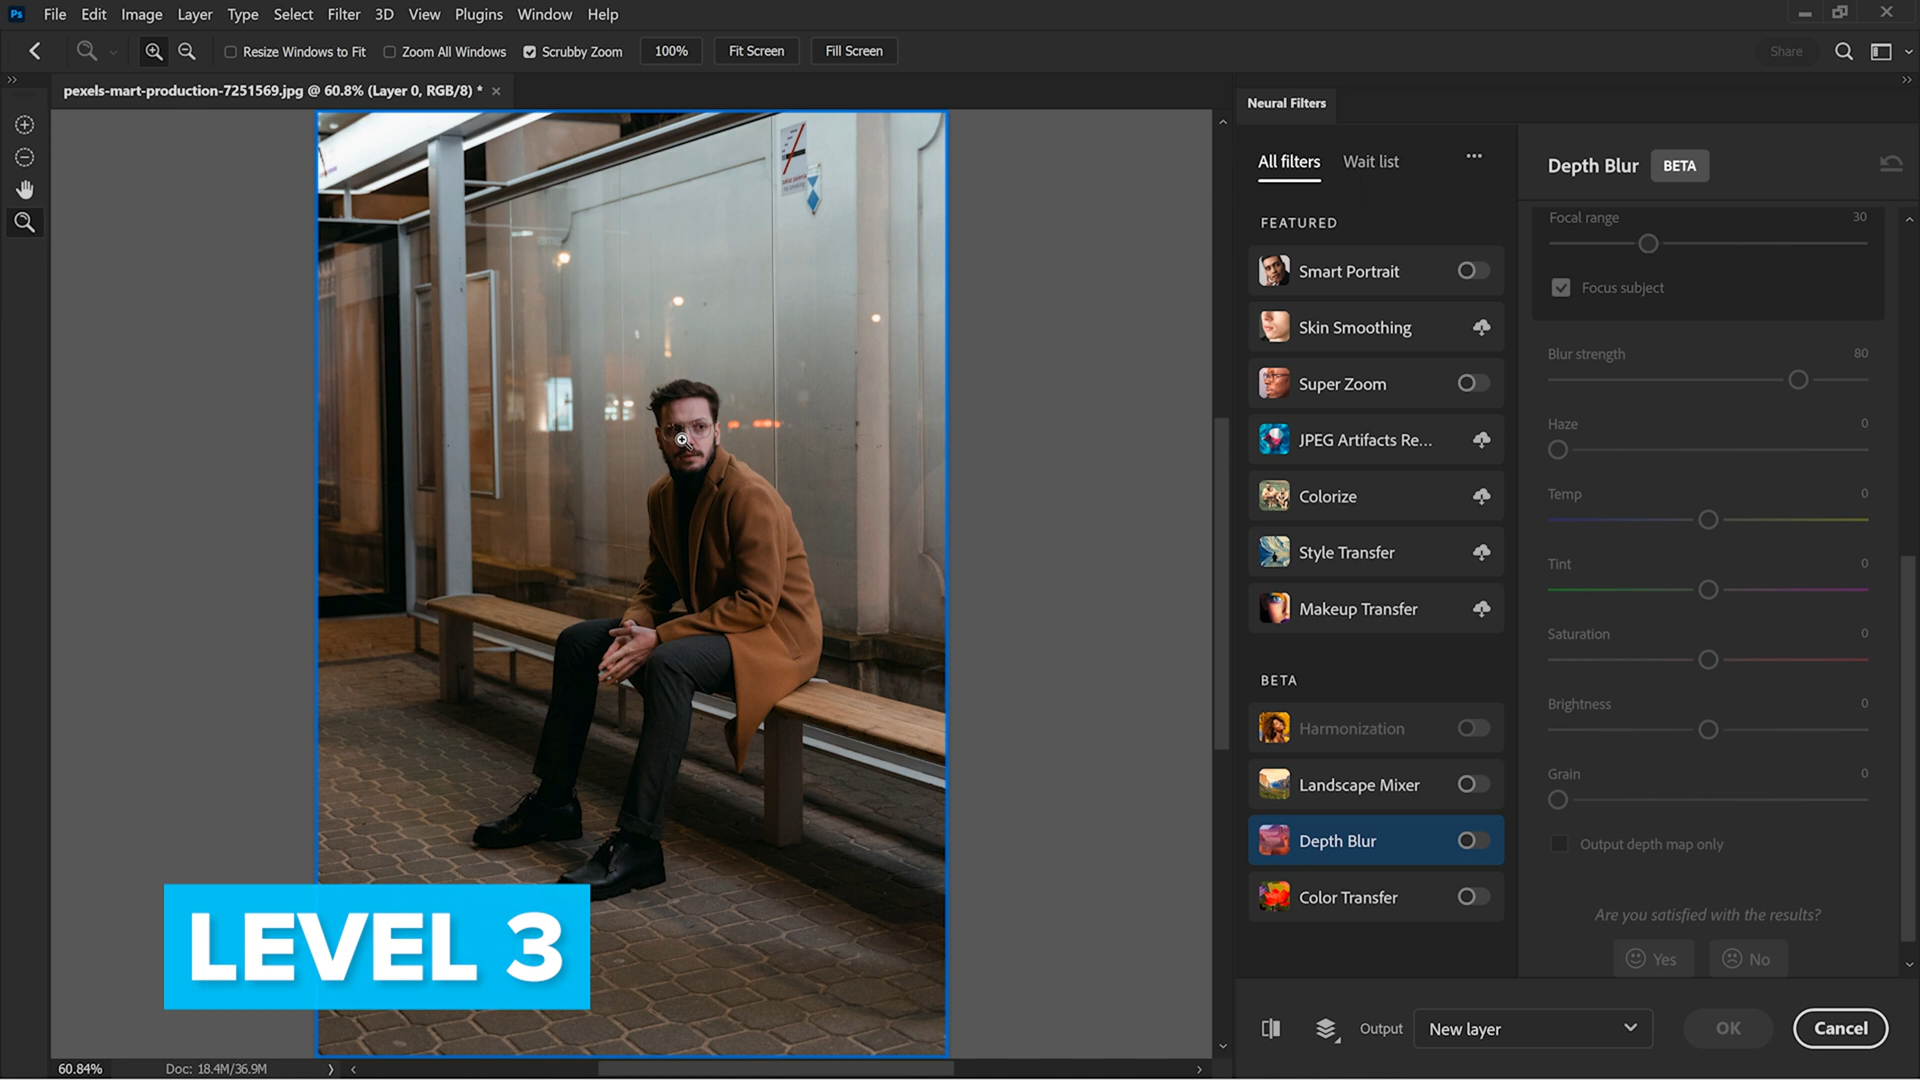 Ps File Edit Image Layer Type Select Filter 3D View Plugins Window Help
Resize Windows to Fit Zoom All Windows Scrubby Zoom 100% Fit Screen Fill Screen Share
pexels-mart-production-7251569.jpg @ 60.8% (Layer 0, RGB/8) *
Neural Filters
All filters Wait list
Depth Blur BETA
FEATURED
Focal range 30
Smart Portrait
Focus subject
Skin Smoothing
Blur strength 80
Super Zoom
Haze 0
JPEG Artifacts Re...
Colorize
Temp 0
Style Transfer
Tint 0
Makeup Transfer
Saturation 0
BETA
Brightness 0
Harmonization
Grain 0
Landscape Mixer
Depth Blur
Output depth map only
Color Transfer
Are you satisfied with the results?
Yes No
LEVEL 3
Output New layer OK Cancel
60.84% Doc: 18.4M/36.9M